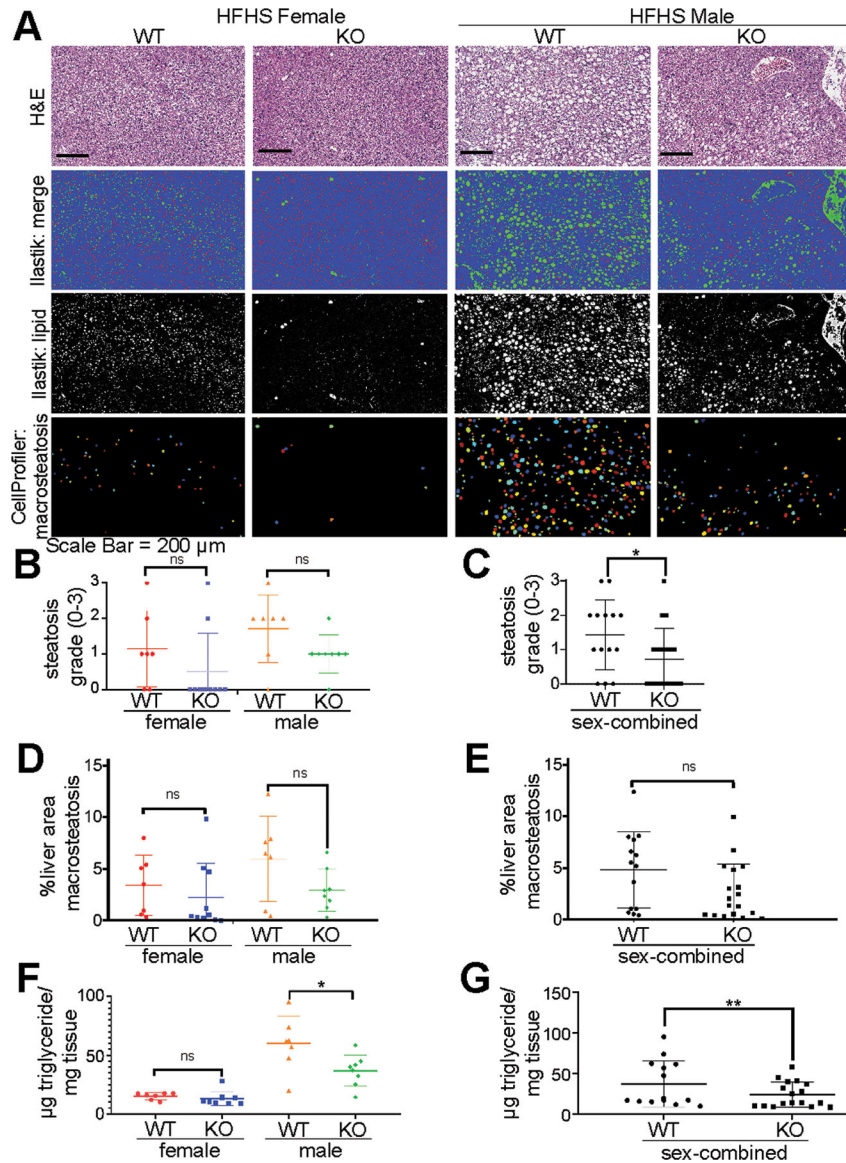 A
HFHS Female
HFHS Male
WT
KO
WT
KO
H&E
Ilastik: merge
Ilastik: lipid
CellProfiler:
macrosteatosis
Scale Bar = 200 µm
B
steatosis
grade (0-3)
3
2
1
0
ns
ns
WT
KO
WT
KO
female
male
C
steatosis
grade (0-3)
3
2
1
0
*
WT
KO
sex-combined
D
%liver area
macrosteatosis
15
10
5
0
ns
ns
WT
KO
WT
KO
female
male
E
%liver area
macrosteatosis
15
10
5
0
ns
WT
KO
sex-combined
F
µg triglyceride/
mg tissue
100
50
0
ns
*
WT
KO
WT
KO
female
male
G
µg triglyceride/
mg tissue
150
100
50
0
**
WT
KO
sex-combined